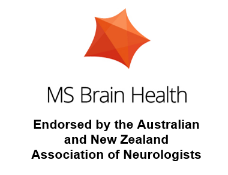 MS Brain Health
Endorsed by the Australian
and New Zealand
Association of Neurologists